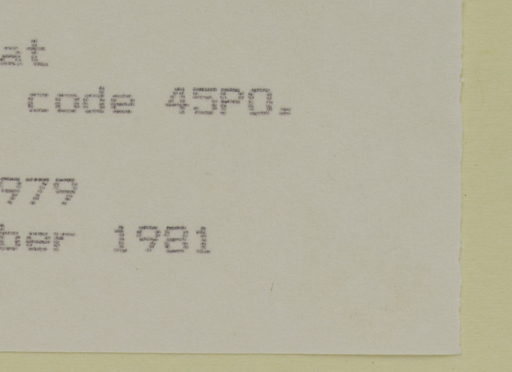 at
code 45PO.
979
ber 1981